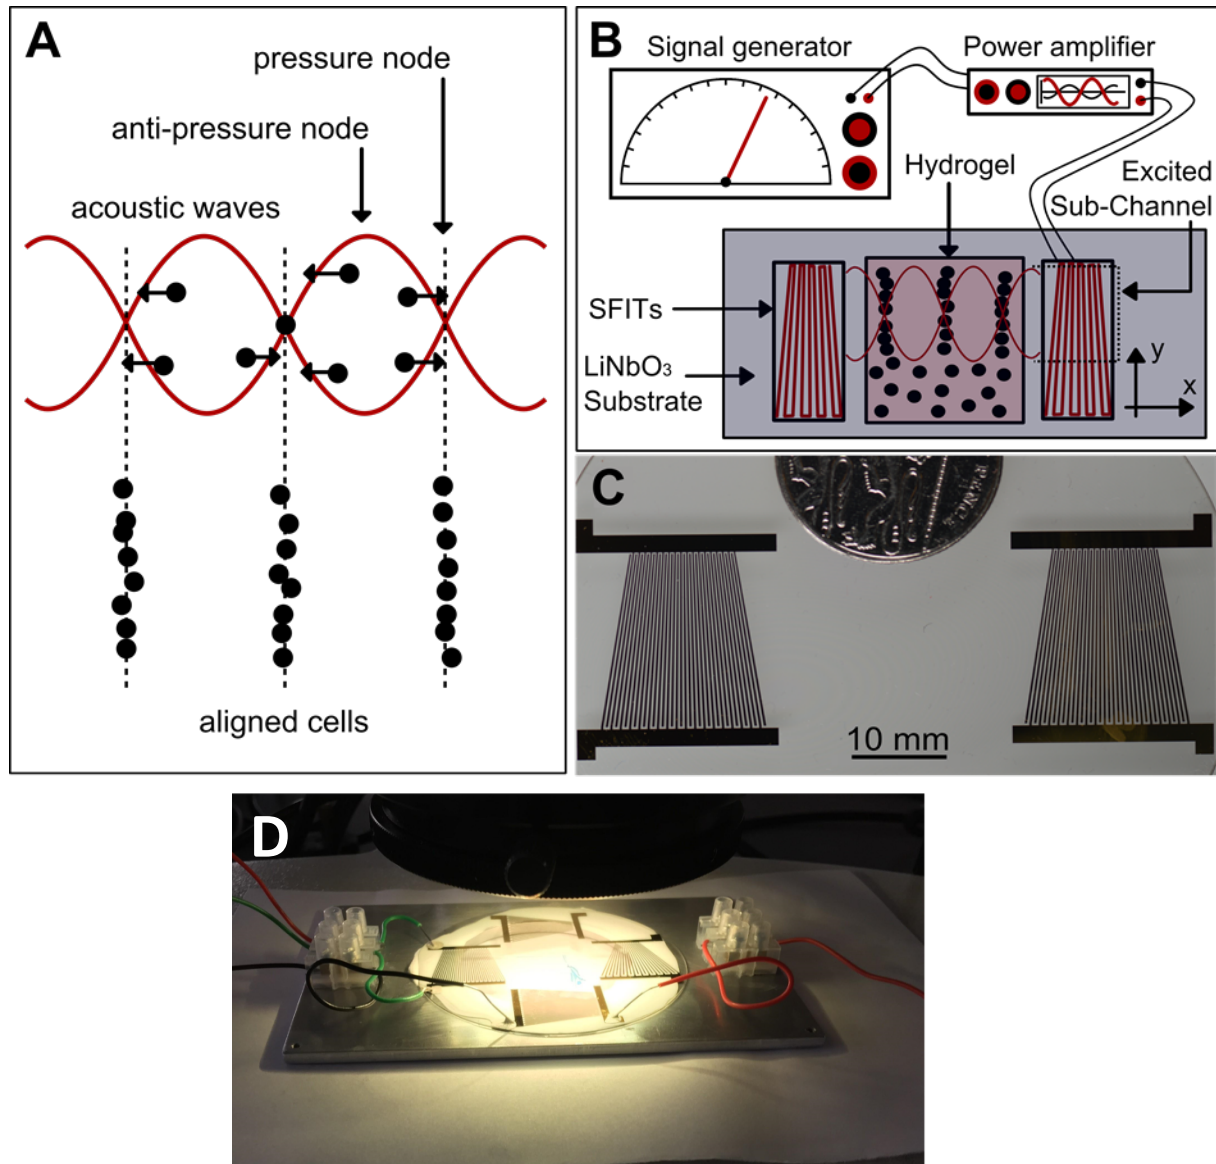 A
pressure node
anti-pressure node
acoustic waves
aligned cells
B
Signal generator
Power amplifier
Hydrogel
Excited
Sub-Channel
SFITs
LiNbO₃
Substrate
y
x
C
10 mm
D